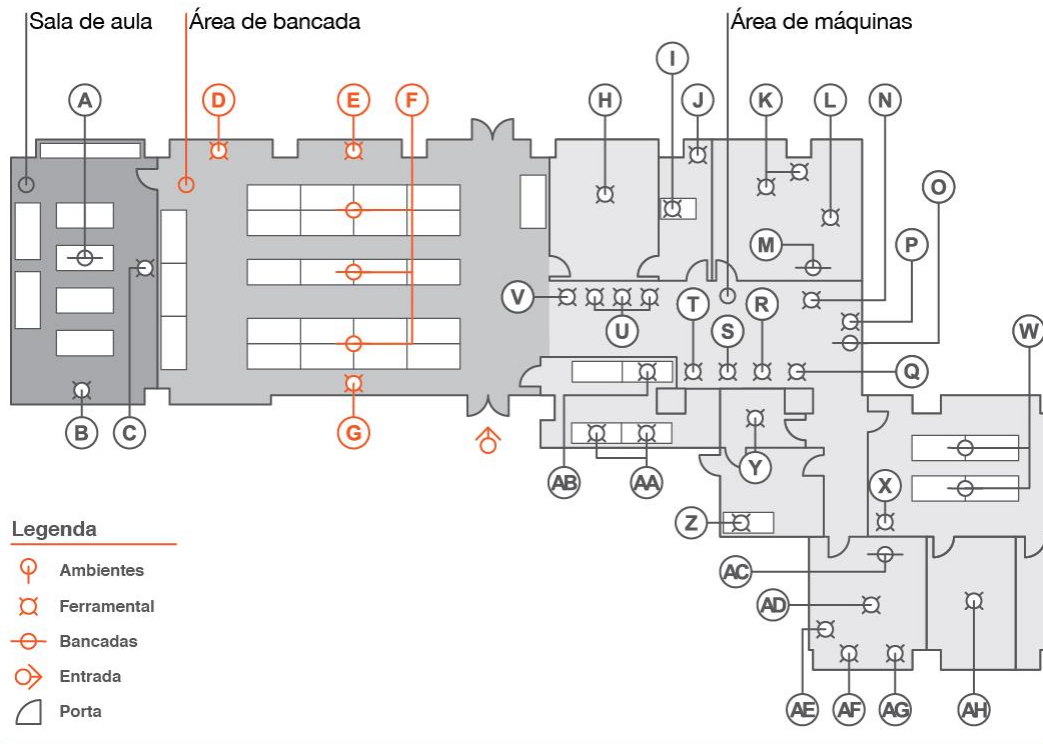 Sala de aula
Área de bancada
Área de máquinas
I
A
D
E
F
H
J
K
L
N
O
M
P
V
T
R
U
S
W
Q
B
C
G
AB
AA
Y
X
Z
AC
AD
AE
AF
AG
AH
Legenda
Ambientes
Ferramental
Bancadas
Entrada
Porta